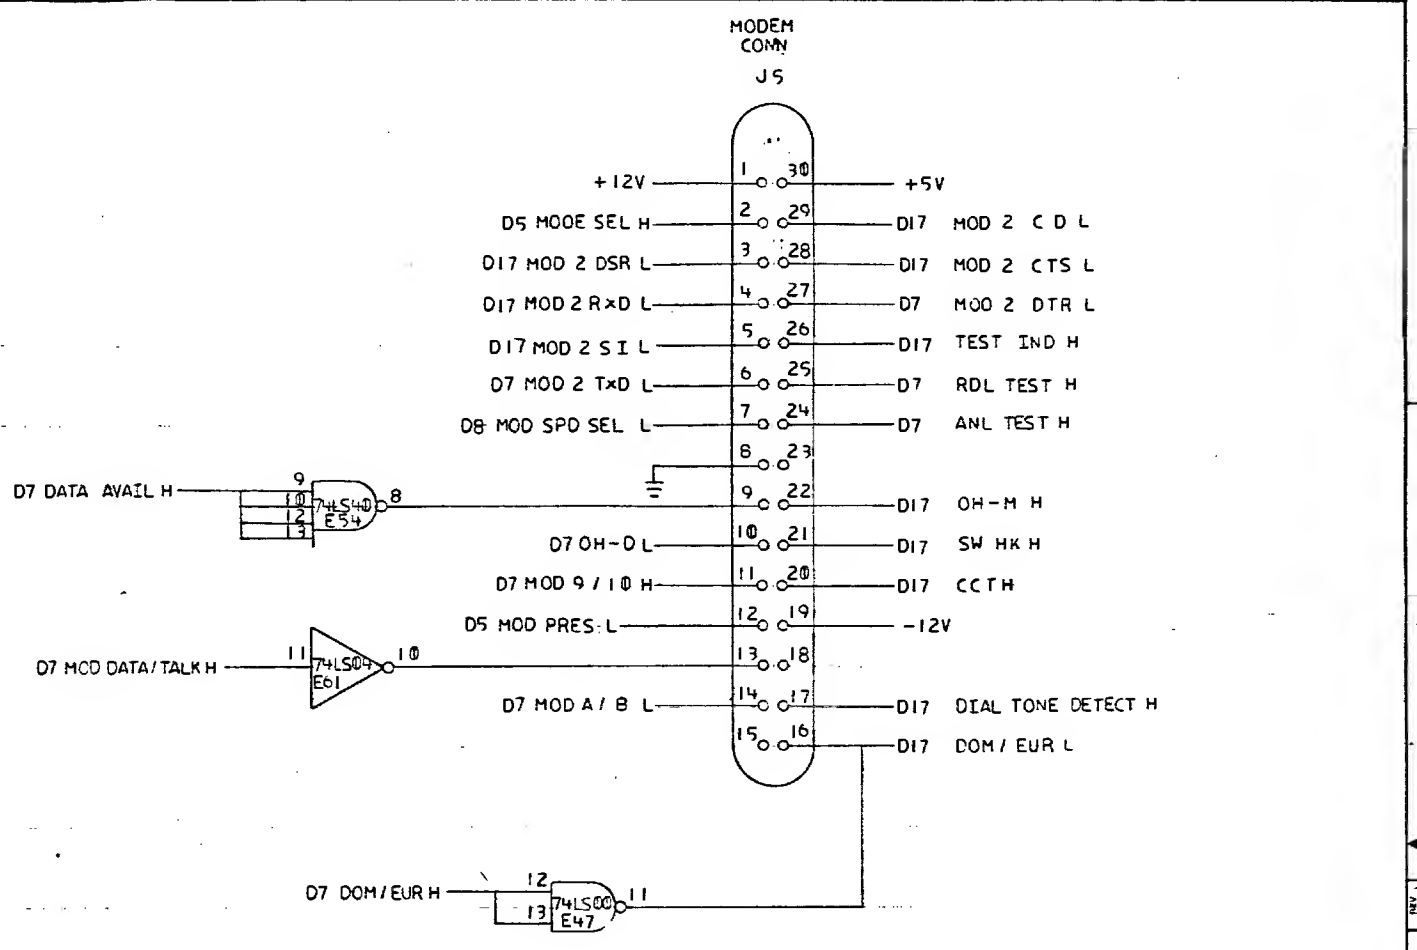 MODEM
CONN
J5
+12V 1 30 +5V
D5 MODE SEL H 2 29 D17 MOD 2 C D L
D17 MOD 2 DSR L 3 28 D17 MOD 2 CTS L
D17 MOD 2 RxD L 4 27 D7 MOD 2 DTR L
D17 MOD 2 S I L 5 26 D17 TEST IND H
D7 MOD 2 TxD L 6 25 D7 RDL TEST H
D8 MOD SPD SEL L 7 24 D7 ANL TEST H
8 23
D7 DATA AVAIL H 9 10 12 13 74LS40 E54 8 9 22 D17 OH-M H
D7 OH-D L 10 21 D17 SW HK H
D7 MOD 9/10 H 11 20 D17 CCT H
D5 MOD PRES L 12 19 -12V
D7 MOD DATA/TALK H 11 74LS04 E61 10 13 18
D7 MOD A/B L 14 17 D17 DIAL TONE DETECT H
15 16 D17 DOM/EUR L
D7 DOM/EUR H 12 13 74LS00 E47 11
REV